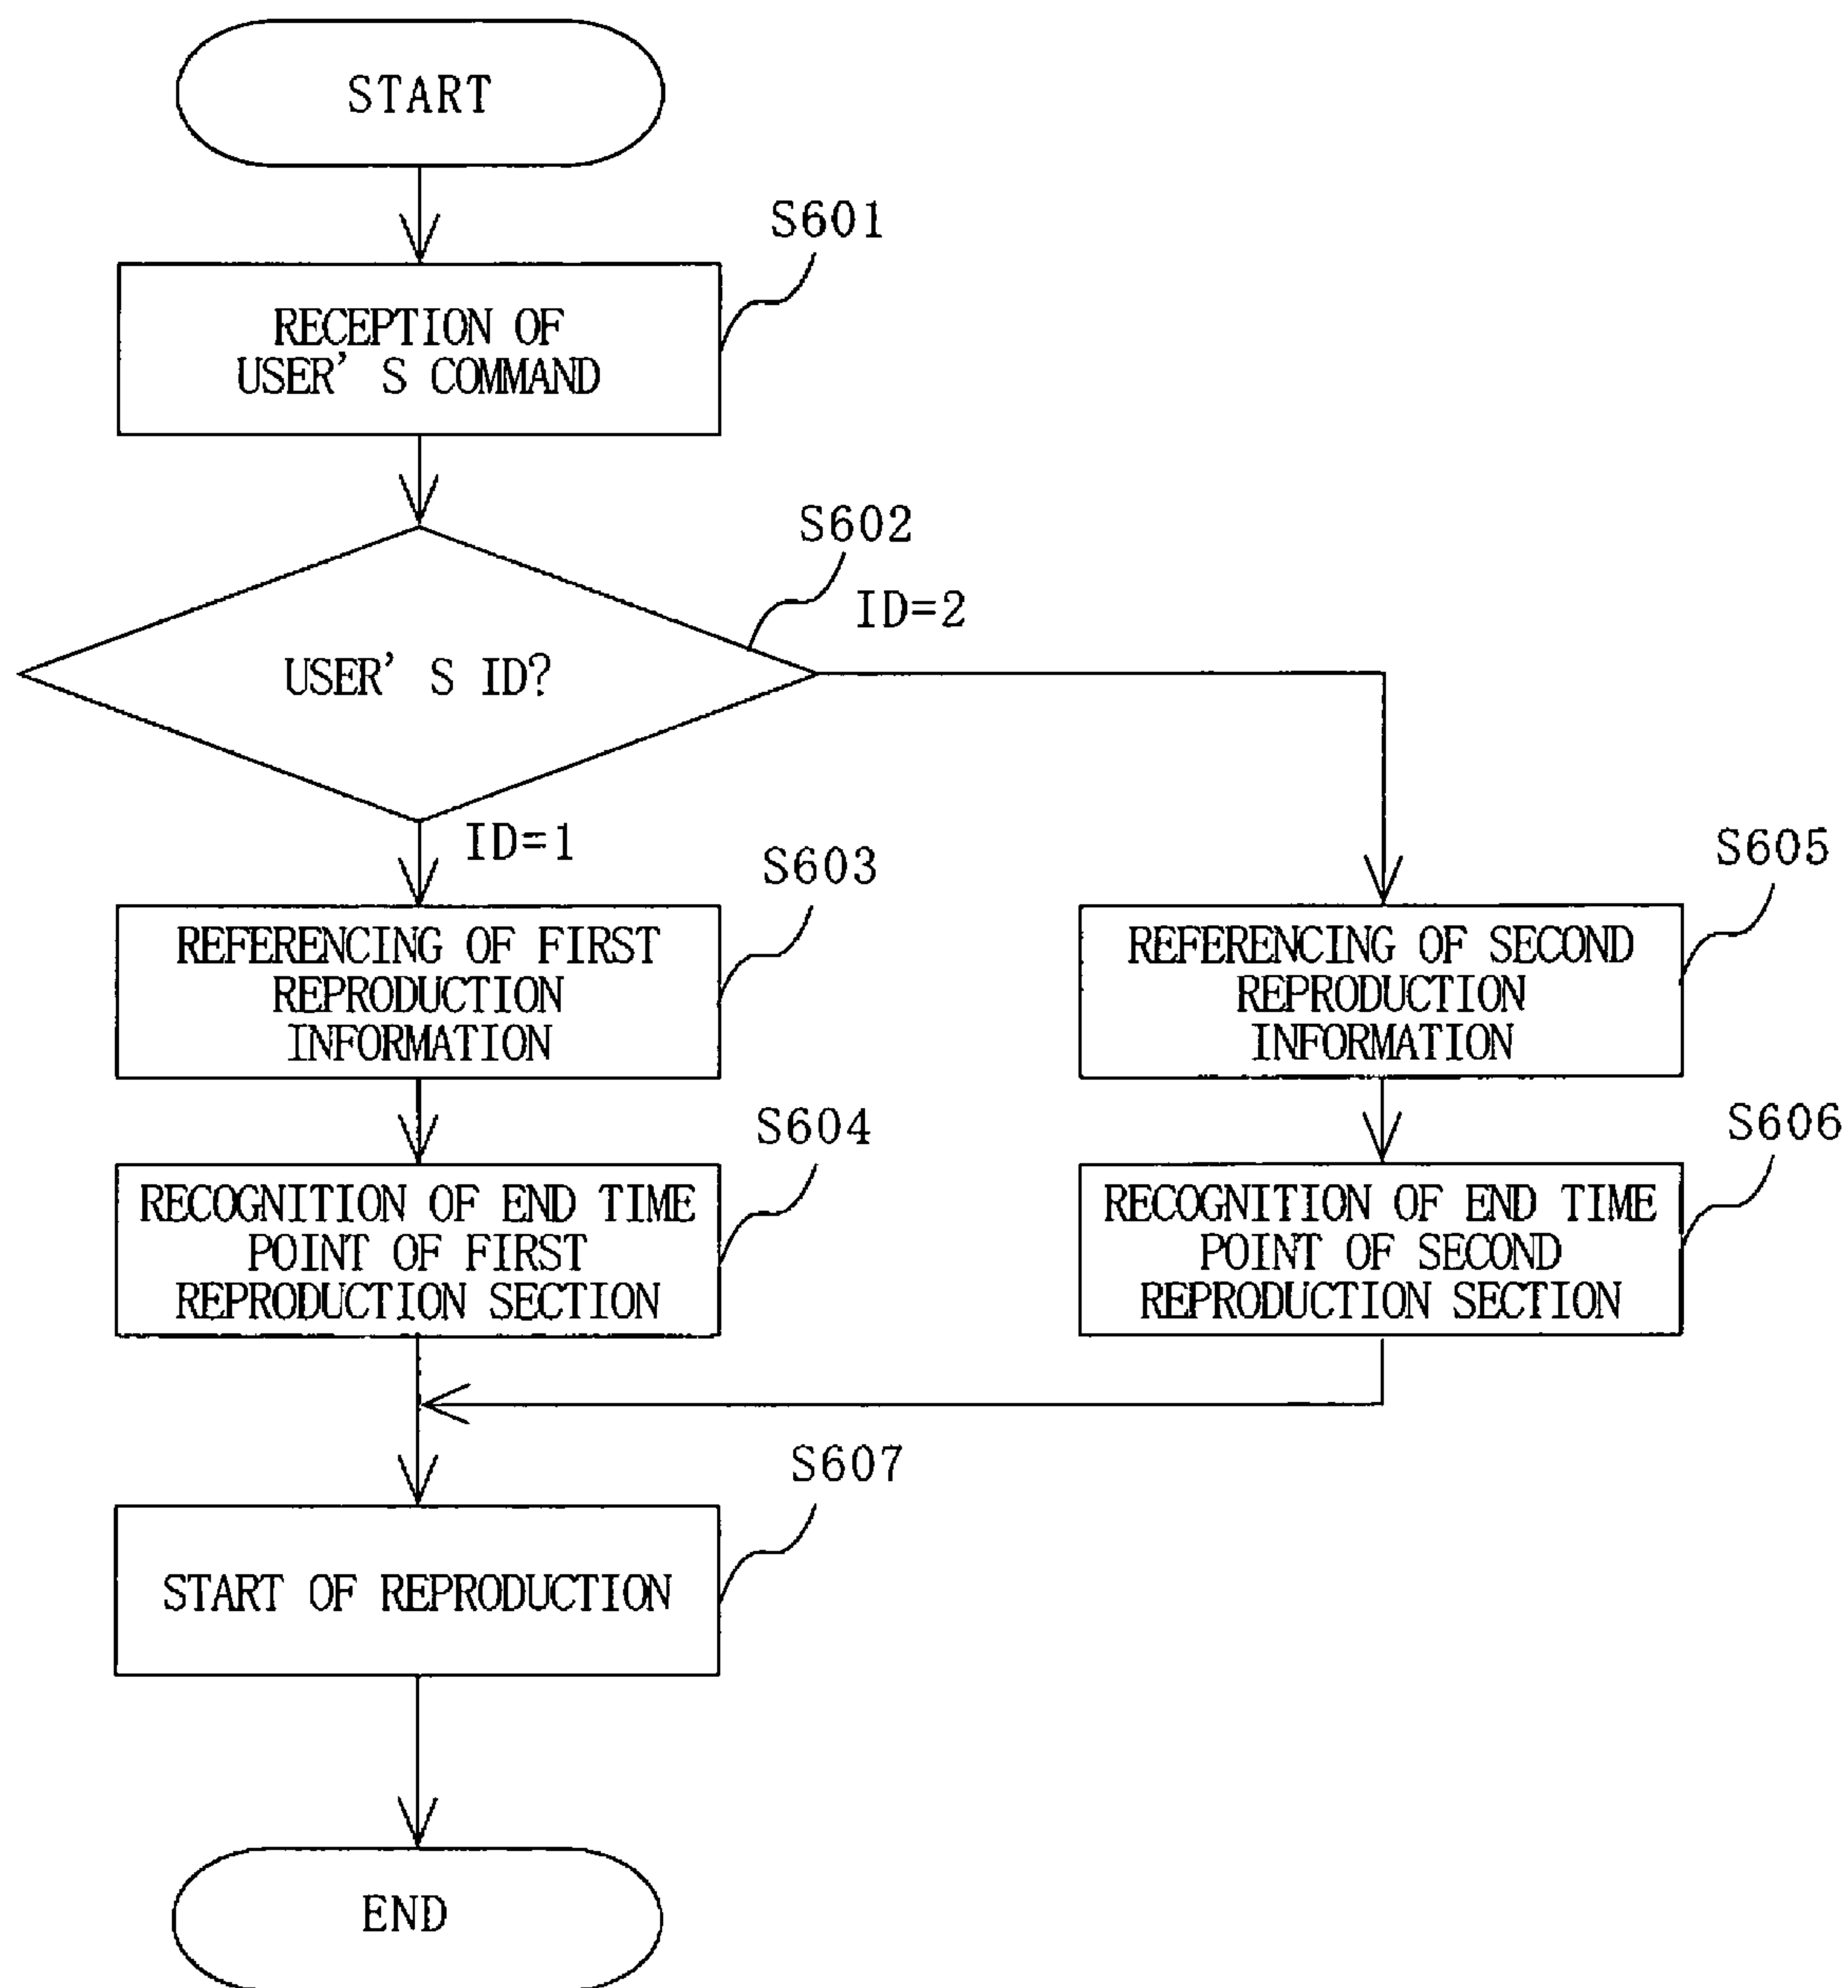 START
S601
RECEPTION OF
USER'S COMMAND
S602
ID=2
USER'S ID?
ID=1
S603
S605
REFERENCING OF FIRST
REPRODUCTION
INFORMATION
REFERENCING OF SECOND
REPRODUCTION
INFORMATION
S604
S606
RECOGNITION OF END TIME
POINT OF FIRST
REPRODUCTION SECTION
RECOGNITION OF END TIME
POINT OF SECOND
REPRODUCTION SECTION
S607
START OF REPRODUCTION
END